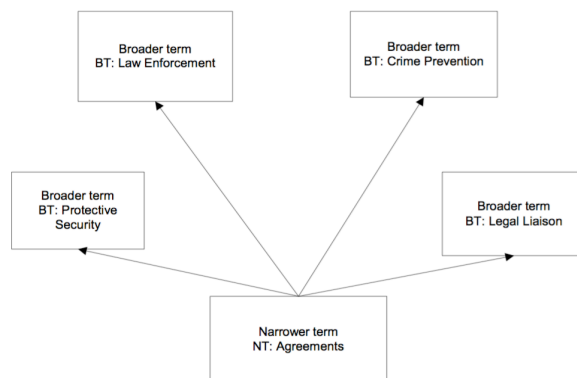 Broader term
BT: Law Enforcement
Broader term
BT: Crime Prevention
Broader term
BT: Protective
Security
Broader term
BT: Legal Liaison
Narrower term
NT: Agreements